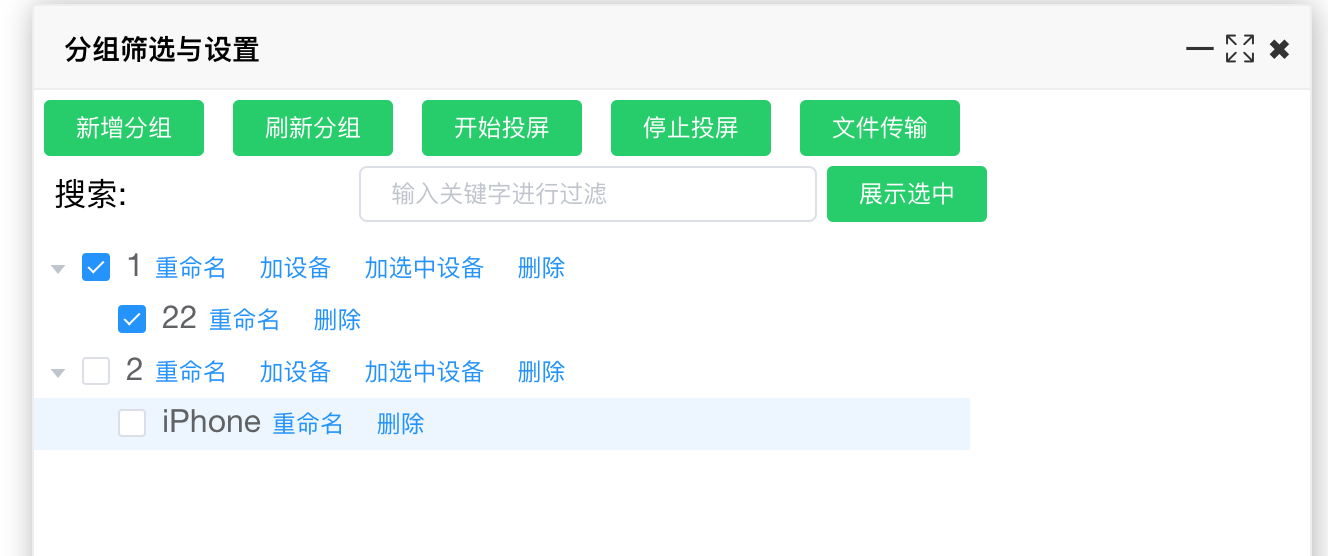 分组筛选与设置
新增分组 刷新分组 开始投屏 停止投屏 文件传输
搜索: 输入关键字进行过滤 展示选中
1 重命名 加设备 加选中设备 删除
22 重命名 删除
2 重命名 加设备 加选中设备 删除
iPhone 重命名 删除